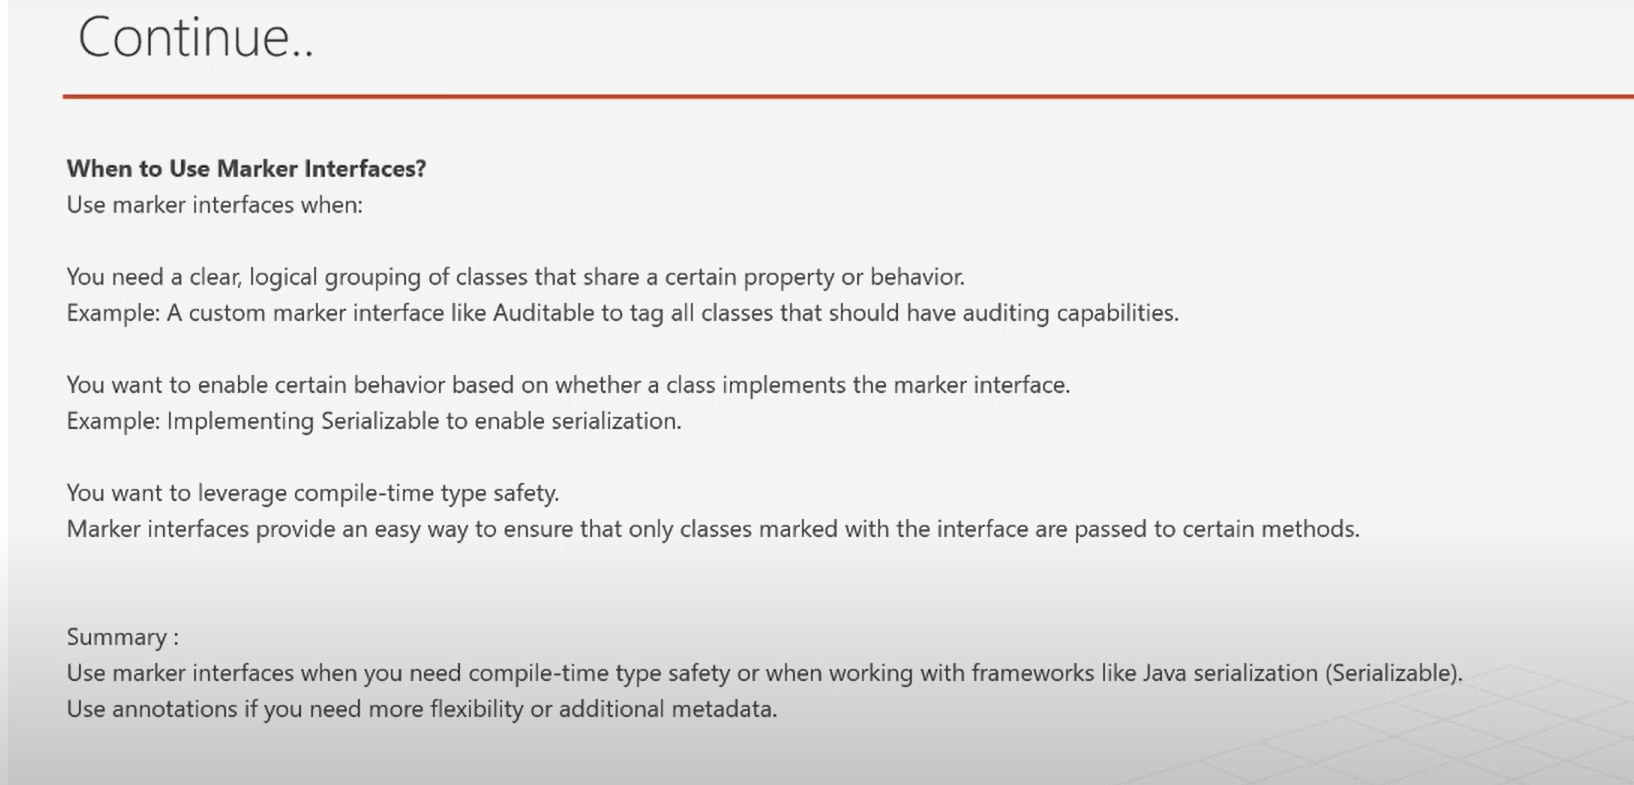 Continue..
When to Use Marker Interfaces?
Use marker interfaces when:
You need a clear, logical grouping of classes that share a certain property or behavior.
Example: A custom marker interface like Auditable to tag all classes that should have auditing capabilities.
You want to enable certain behavior based on whether a class implements the marker interface.
Example: Implementing Serializable to enable serialization.
You want to leverage compile-time type safety.
Marker interfaces provide an easy way to ensure that only classes marked with the interface are passed to certain methods.
Summary :
Use marker interfaces when you need compile-time type safety or when working with frameworks like Java serialization (Serializable).
Use annotations if you need more flexibility or additional metadata.